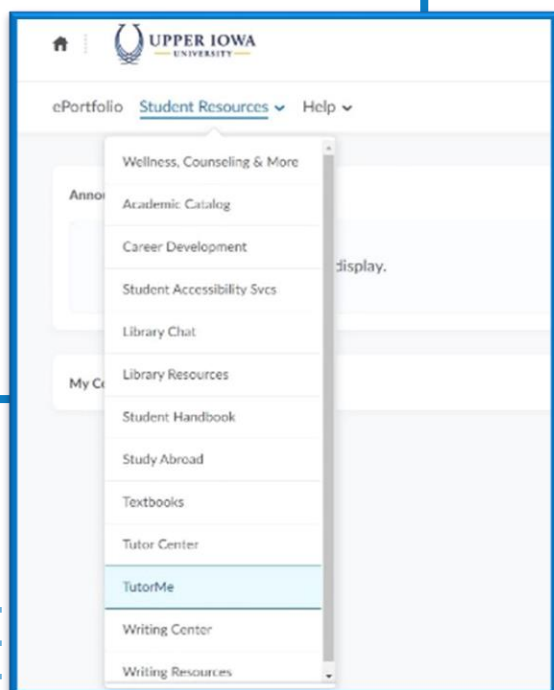 UPPER IOWA
UNIVERSITY
ePortfolio Student Resources Help
Wellness, Counseling & More
Academic Catalog
Career Development
display.
Student Accessibility Svcs
Library Chat
Library Resources
Student Handbook
Study Abroad
Textbooks
Tutor Center
TutorMe
Writing Center
Writing Resources